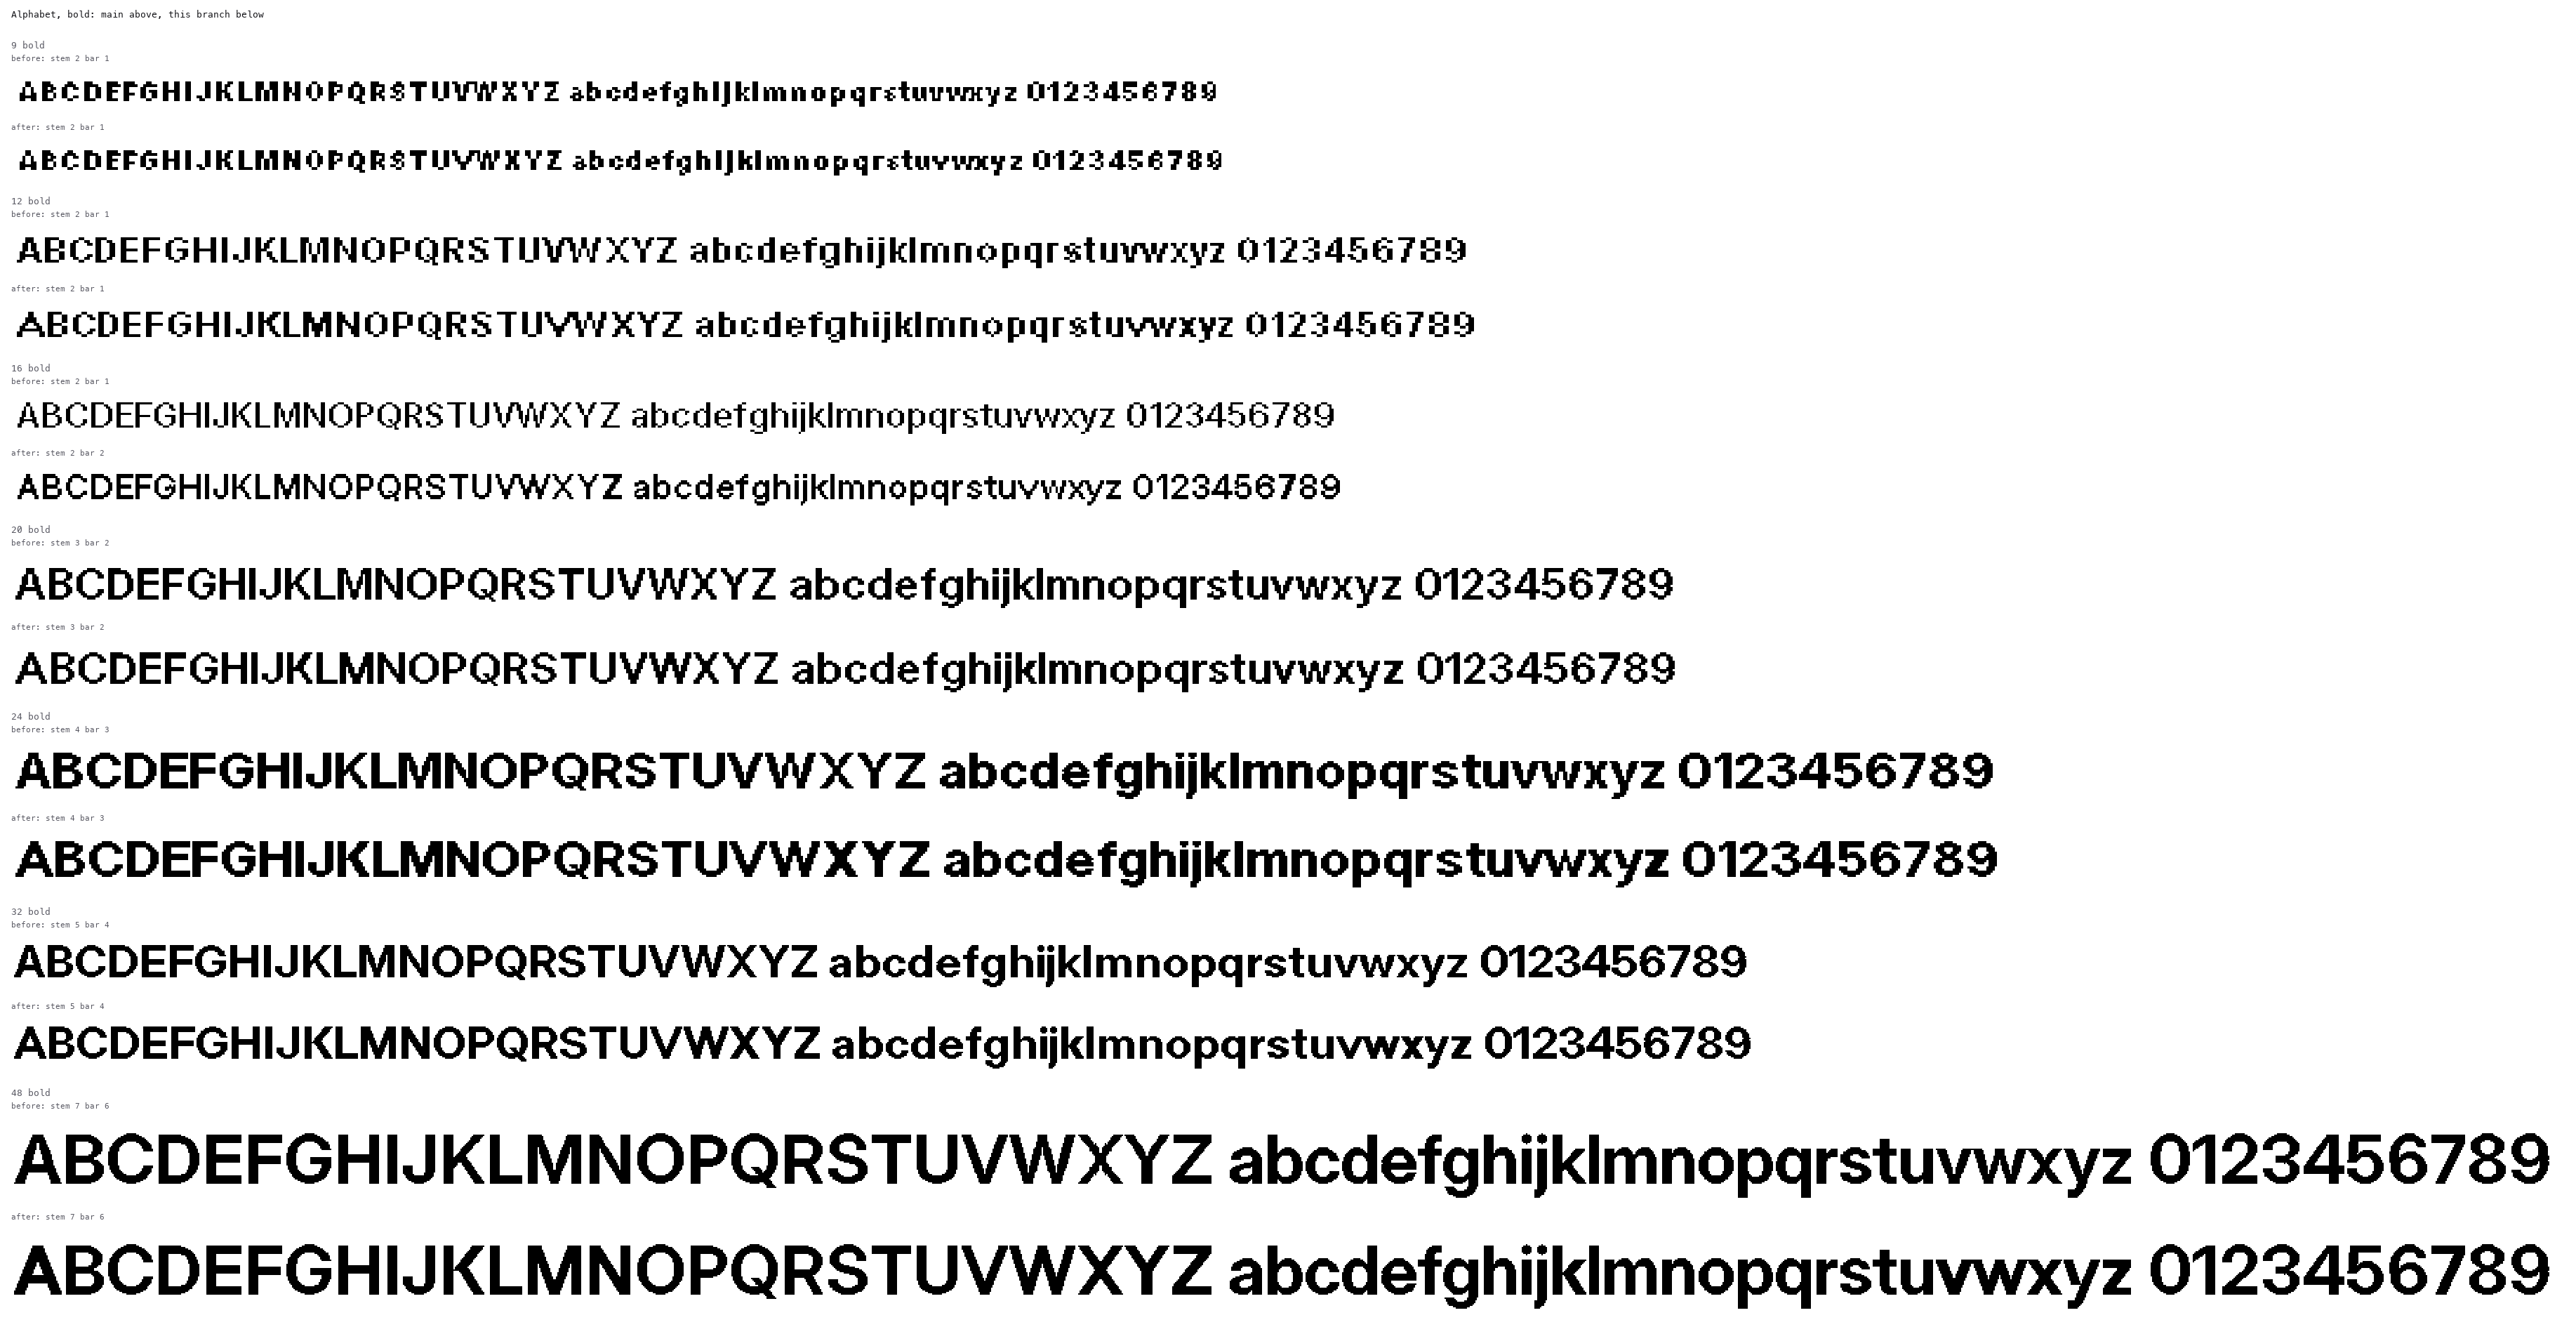 Alphabet, bold: main above, this branch below
9 bold
before: stem 2 bar 1
ABCDEFGHIJKLMNOPQRSTUVWXYZ abcdefghijklmnopqrstuvwxyz 0123456789
after: stem 2 bar 1
ABCDEFGHIJKLMNOPQRSTUVWXYZ abcdefghijklmnopqrstuvwxyz 0123456789
12 bold
before: stem 2 bar 1
ABCDEFGHIJKLMNOPQRSTUVWXYZ abcdefghijklmnopqrstuvwxyz 0123456789
after: stem 2 bar 1
ABCDEFGHIJKLMNOPQRSTUVWXYZ abcdefghijklmnopqrstuvwxyz 0123456789
16 bold
before: stem 2 bar 1
ABCDEFGHIJKLMNOPQRSTUVWXYZ abcdefghijklmnopqrstuvwxyz 0123456789
after: stem 2 bar 2
ABCDEFGHIJKLMNOPQRSTUVWXYZ abcdefghijklmnopqrstuvwxyz 0123456789
20 bold
before: stem 3 bar 2
ABCDEFGHIJKLMNOPQRSTUVWXYZ abcdefghijklmnopqrstuvwxyz 0123456789
after: stem 3 bar 2
ABCDEFGHIJKLMNOPQRSTUVWXYZ abcdefghijklmnopqrstuvwxyz 0123456789
24 bold
before: stem 4 bar 3
ABCDEFGHIJKLMNOPQRSTUVWXYZ abcdefghijklmnopqrstuvwxyz 0123456789
after: stem 4 bar 3
ABCDEFGHIJKLMNOPQRSTUVWXYZ abcdefghijklmnopqrstuvwxyz 0123456789
32 bold
before: stem 5 bar 4
ABCDEFGHIJKLMNOPQRSTUVWXYZ abcdefghijklmnopqrstuvwxyz 0123456789
after: stem 5 bar 4
ABCDEFGHIJKLMNOPQRSTUVWXYZ abcdefghijklmnopqrstuvwxyz 0123456789
48 bold
before: stem 7 bar 6
ABCDEFGHIJKLMNOPQRSTUVWXYZ abcdefghijklmnopqrstuvwxyz 0123456789
after: stem 7 bar 6
ABCDEFGHIJKLMNOPQRSTUVWXYZ abcdefghijklmnopqrstuvwxyz 0123456789